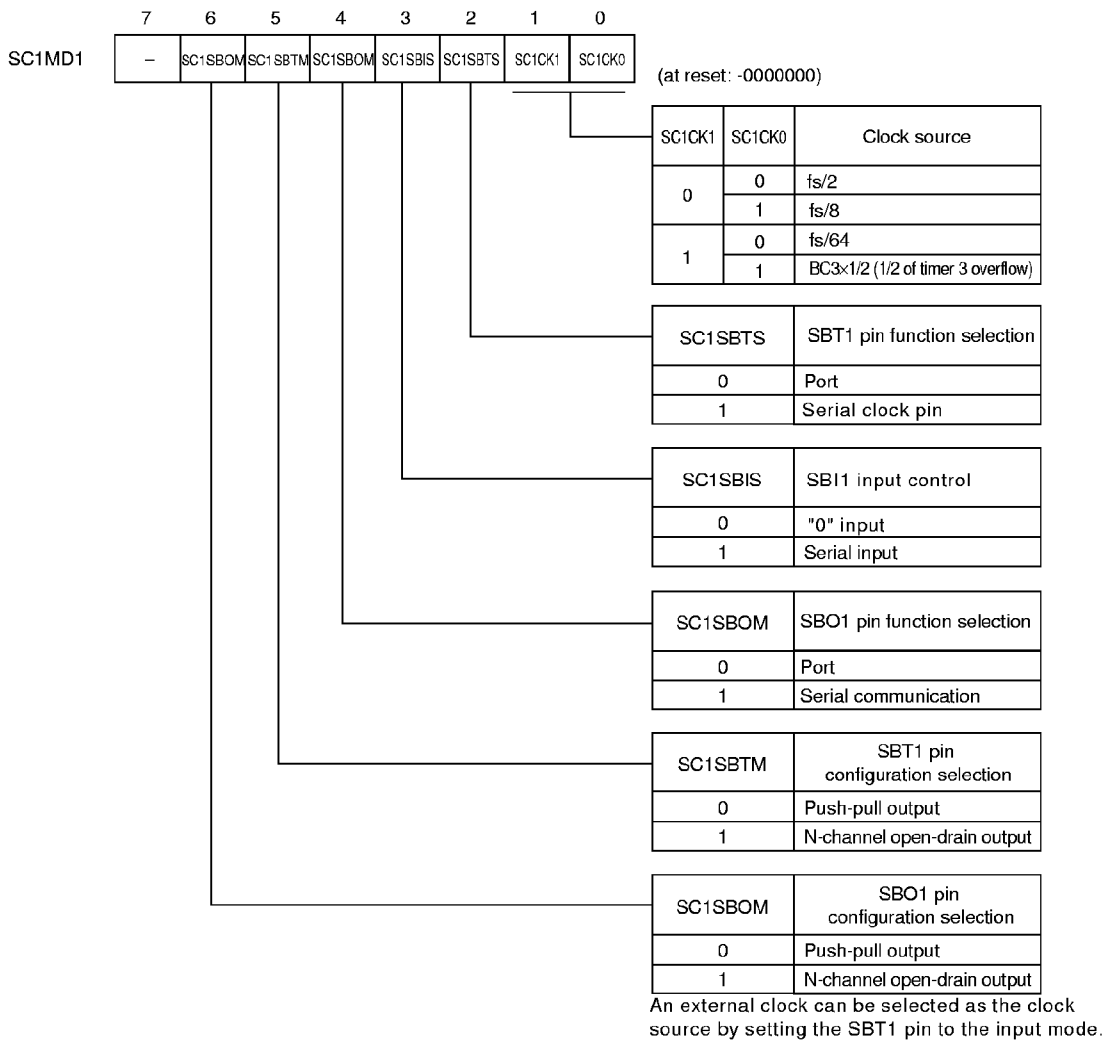 7 6 5 4 3 2 1 0
SC1MD1 – SC1SBOM SC1SBTM SC1SBOM SC1SBIS SC1SBTS SC1CK1 SC1CK0
(at reset: -0000000)
SC1CK1 SC1CK0 Clock source
0 0 fs/2
1 fs/8
1 0 fs/64
1 BC3×1/2 (1/2 of timer 3 overflow)
SC1SBTS SBT1 pin function selection
0 Port
1 Serial clock pin
SC1SBIS SBI1 input control
0 "0" input
1 Serial input
SC1SBOM SBO1 pin function selection
0 Port
1 Serial communication
SC1SBTM SBT1 pin
configuration selection
0 Push-pull output
1 N-channel open-drain output
SC1SBOM SBO1 pin
configuration selection
0 Push-pull output
1 N-channel open-drain output
An external clock can be selected as the clock
source by setting the SBT1 pin to the input mode.